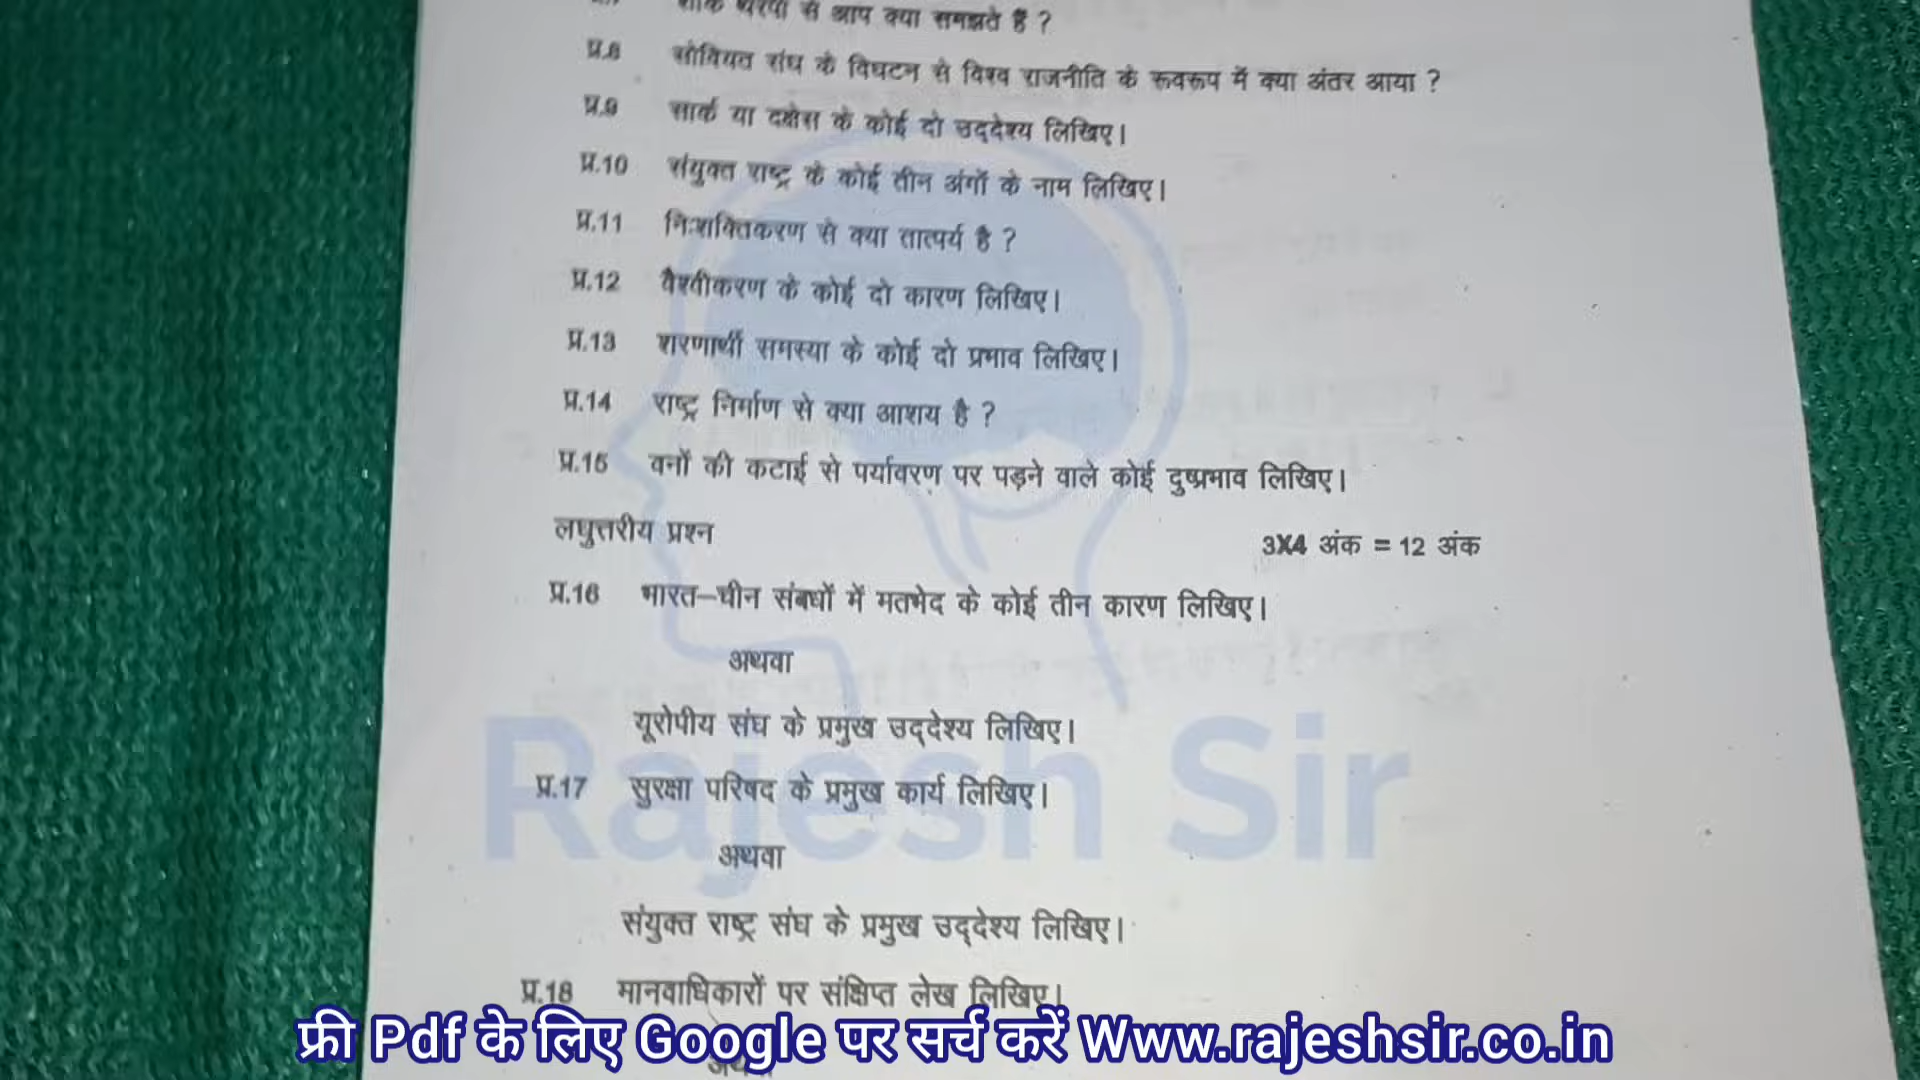 शॉक थेरेपी से आप क्या समझते हैं ?
प्र.8 सोवियत संघ के विघटन से विश्व राजनीति के स्वरूप में क्या अंतर आया ?
प्र.9 सार्क या दक्षेस के कोई दो उद्देश्य लिखिए।
प्र.10 संयुक्त राष्ट्र के कोई तीन अंगों के नाम लिखिए।
प्र.11 निःशक्तिकरण से क्या तात्पर्य है ?
प्र.12 वैश्वीकरण के कोई दो कारण लिखिए।
प्र.13 शरणार्थी समस्या के कोई दो प्रभाव लिखिए।
प्र.14 राष्ट्र निर्माण से क्या आशय है ?
प्र.15 वनों की कटाई से पर्यावरण पर पड़ने वाले कोई दुष्प्रभाव लिखिए।
लघुत्तरीय प्रश्न 3X4 अंक = 12 अंक
प्र.16 भारत–चीन संबधों में मतभेद के कोई तीन कारण लिखिए।
अथवा
यूरोपीय संघ के प्रमुख उद्देश्य लिखिए।
Rajesh Sir
प्र.17 सुरक्षा परिषद के प्रमुख कार्य लिखिए।
अथवा
संयुक्त राष्ट्र संघ के प्रमुख उद्देश्य लिखिए।
प्र.18 मानवाधिकारों पर संक्षिप्त लेख लिखिए।
फ्री Pdf के लिए Google पर सर्च करें Www.rajeshsir.co.in